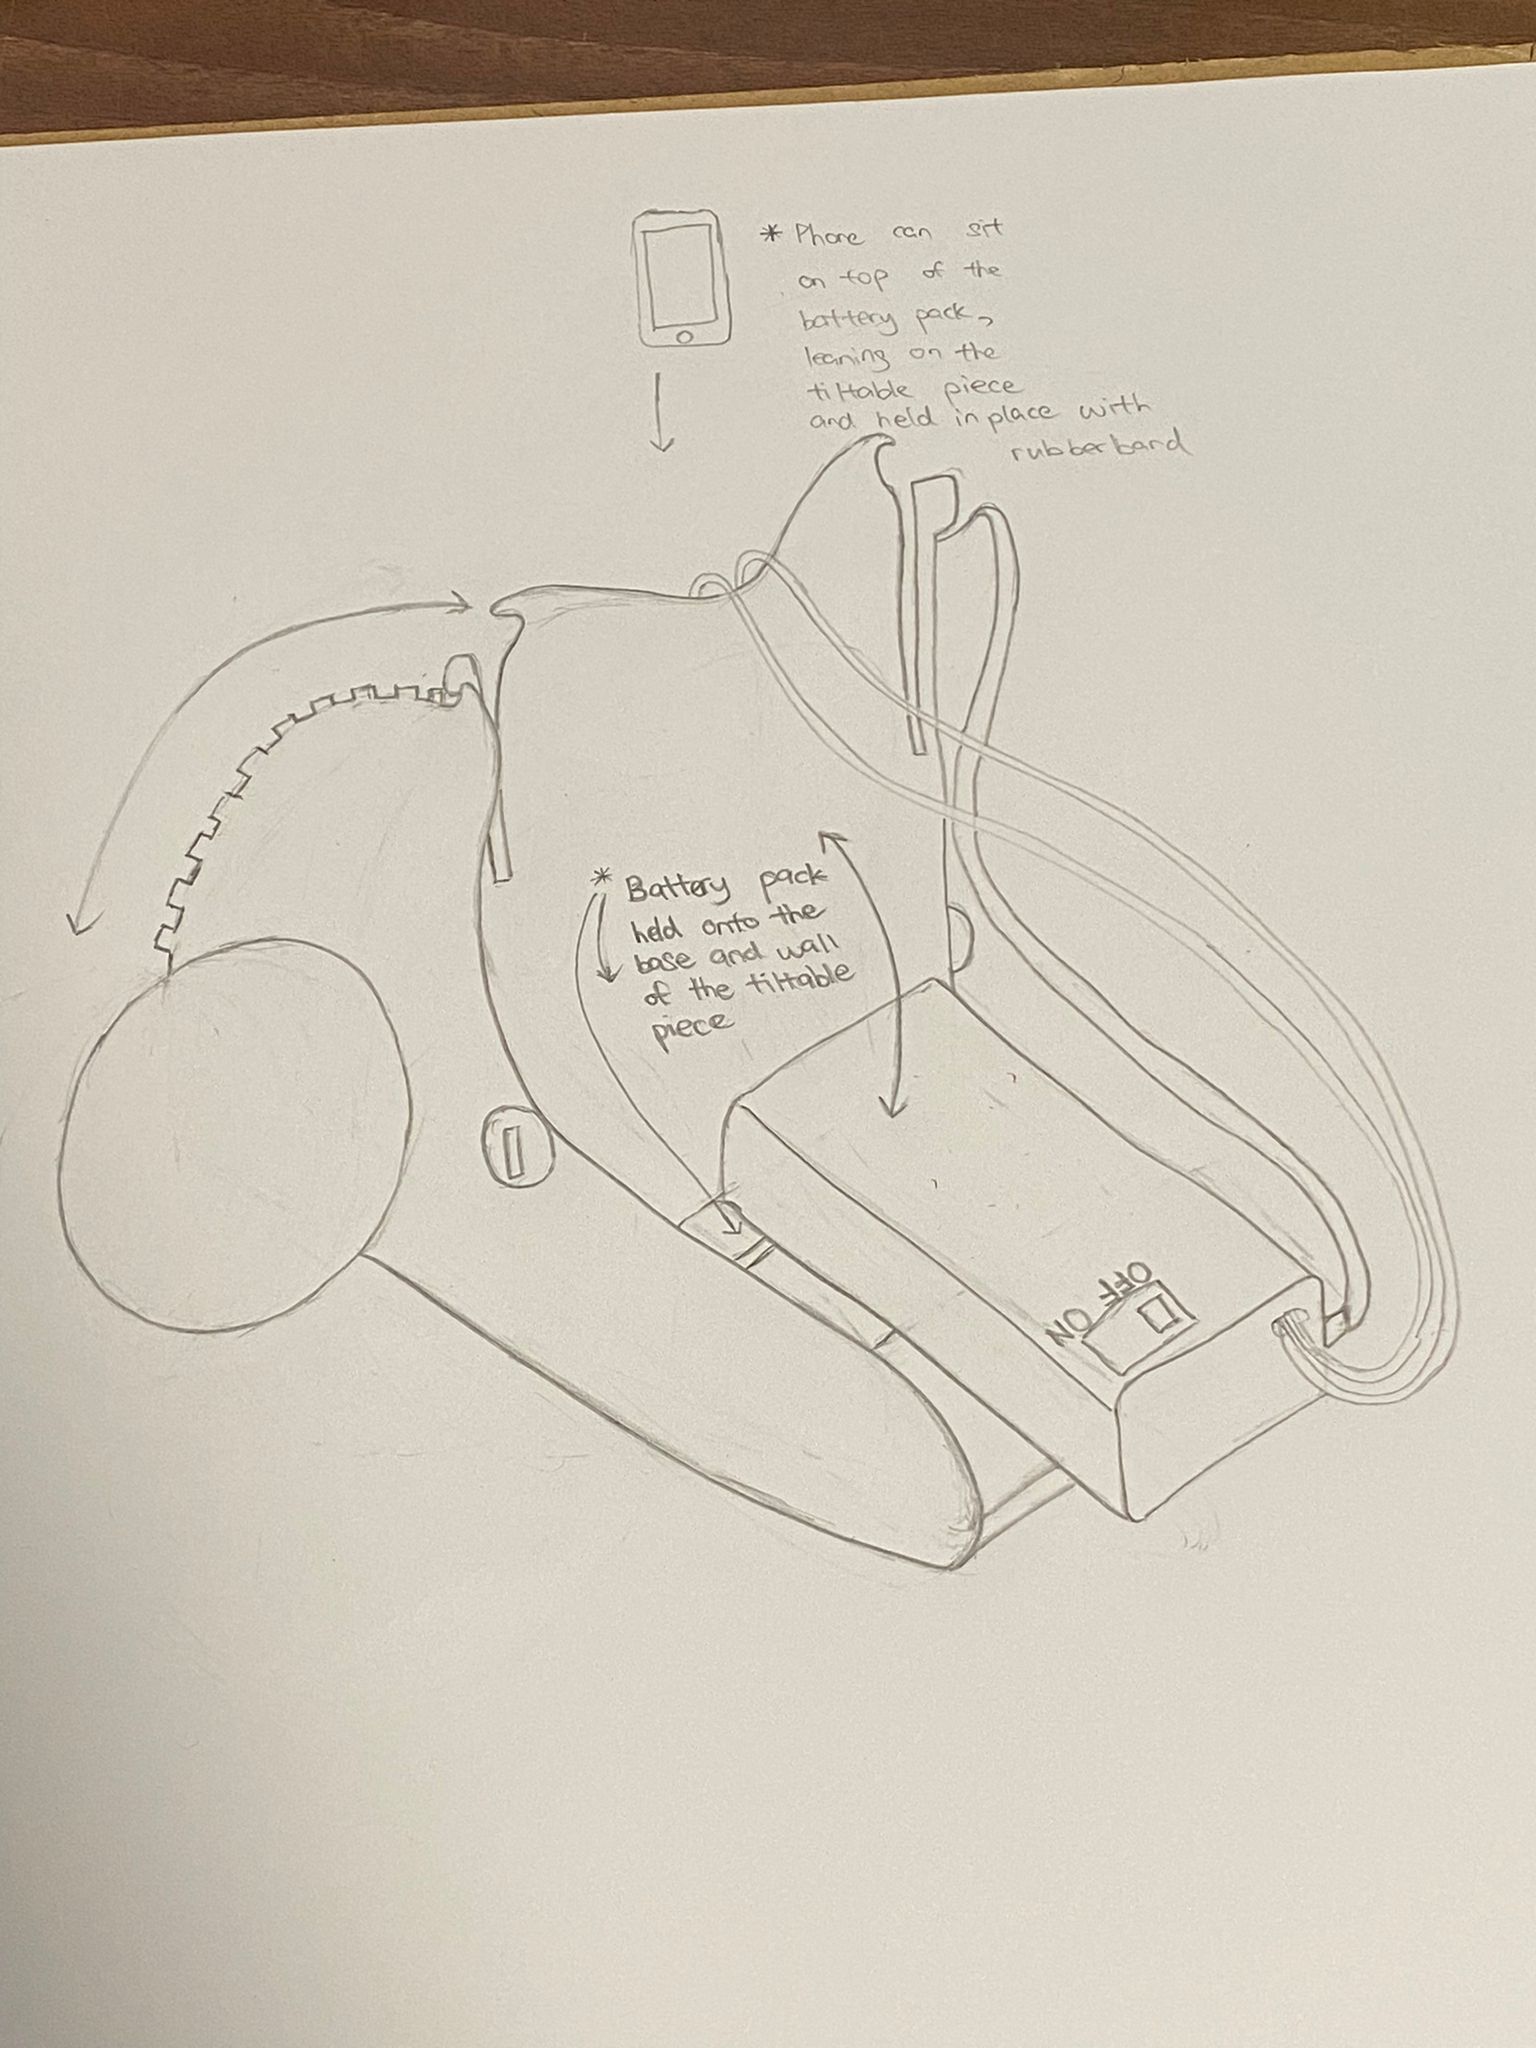 * Phone can sit
on top of the
battery pack,
leaning on the
tiltable piece
and held in place with
rubberband
* Battery pack
held onto the
base and wall
of the tiltable
piece
OFF
ON